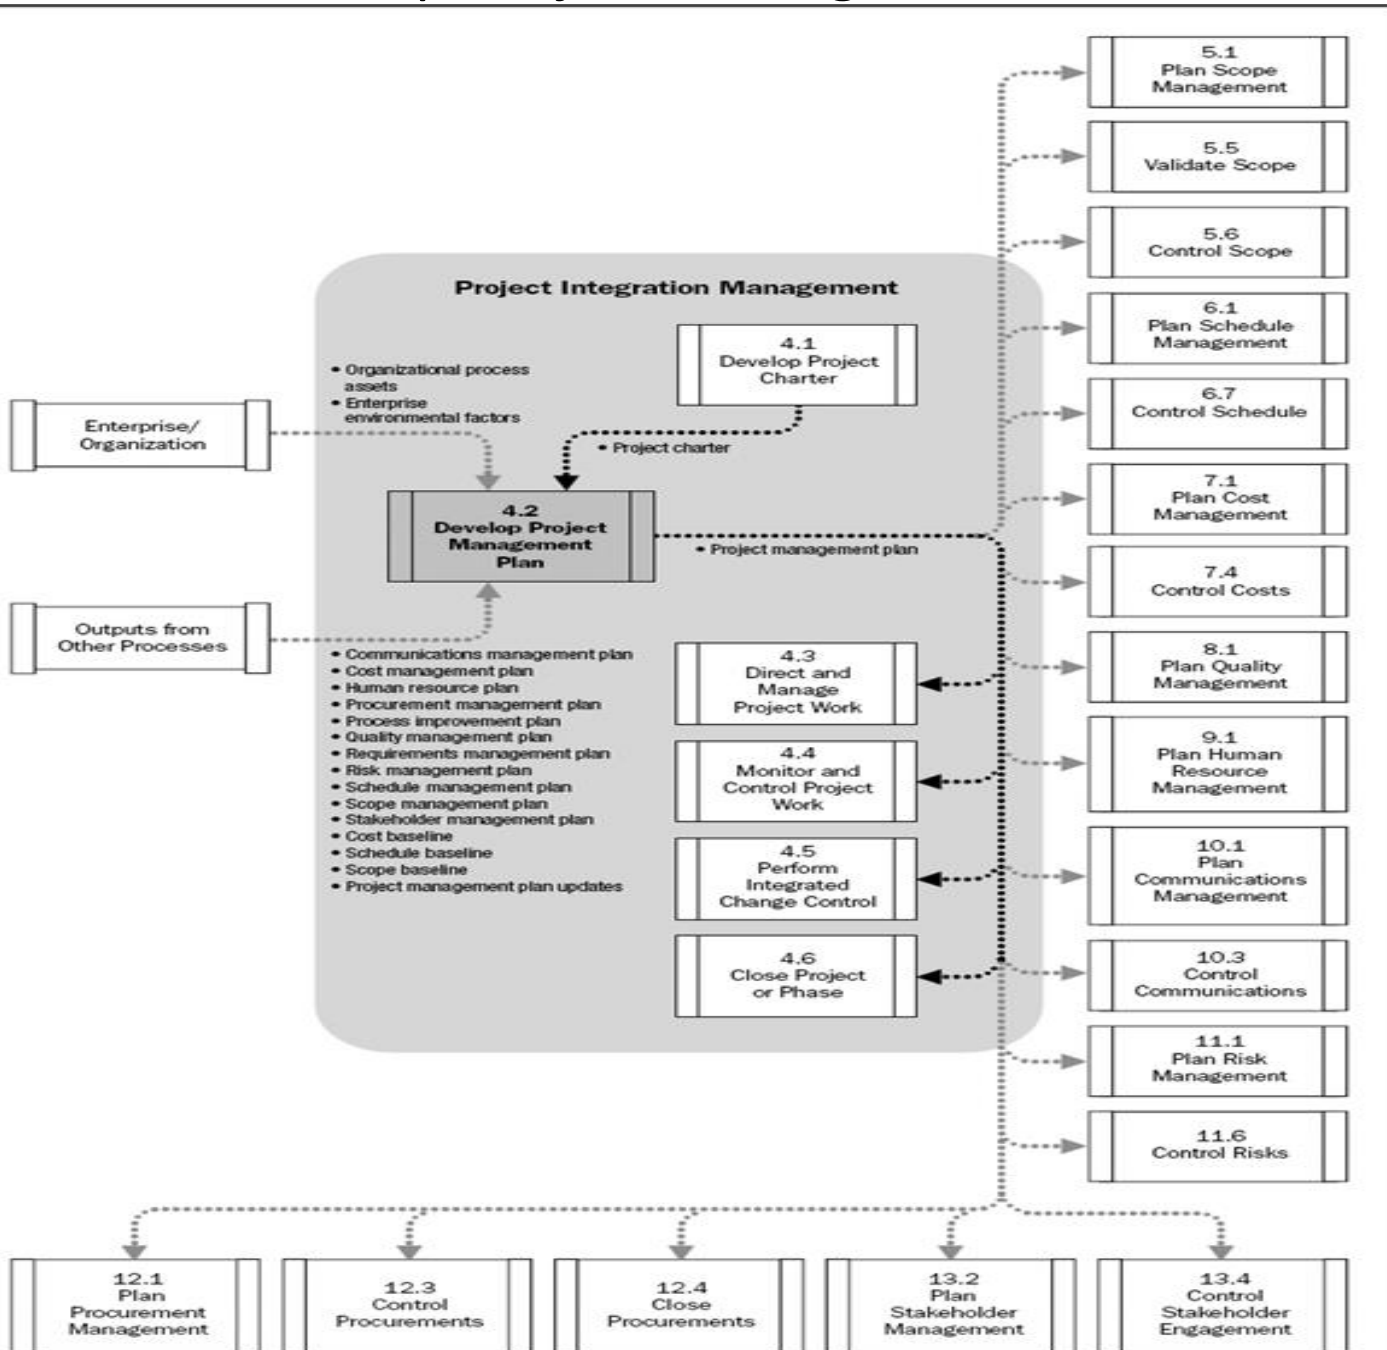 5.1
Plan Scope
Management
5.5
Validate Scope
5.6
Control Scope
Project Integration Management
6.1
Plan Schedule
Management
4.1
Develop Project
Charter
• Organizational process
assets
• Enterprise
environmental factors
6.7
Control Schedule
Enterprise/
Organization
• Project charter
7.1
Plan Cost
Management
4.2
Develop Project
Management
Plan
• Project management plan
7.4
Control Costs
Outputs from
Other Processes
• Communications management plan
• Cost management plan
• Human resource plan
• Procurement management plan
• Process improvement plan
• Quality management plan
• Requirements management plan
• Risk management plan
• Schedule management plan
• Scope management plan
• Stakeholder management plan
• Cost baseline
• Schedule baseline
• Scope baseline
• Project management plan updates
4.3
Direct and
Manage
Project Work
8.1
Plan Quality
Management
4.4
Monitor and
Control Project
Work
9.1
Plan Human
Resource
Management
4.5
Perform
Integrated
Change Control
10.1
Plan
Communications
Management
4.6
Close Project
or Phase
10.3
Control
Communications
11.1
Plan Risk
Management
11.6
Control Risks
12.1
Plan
Procurement
Management
12.3
Control
Procurements
12.4
Close
Procurements
13.2
Plan
Stakeholder
Management
13.4
Control
Stakeholder
Engagement